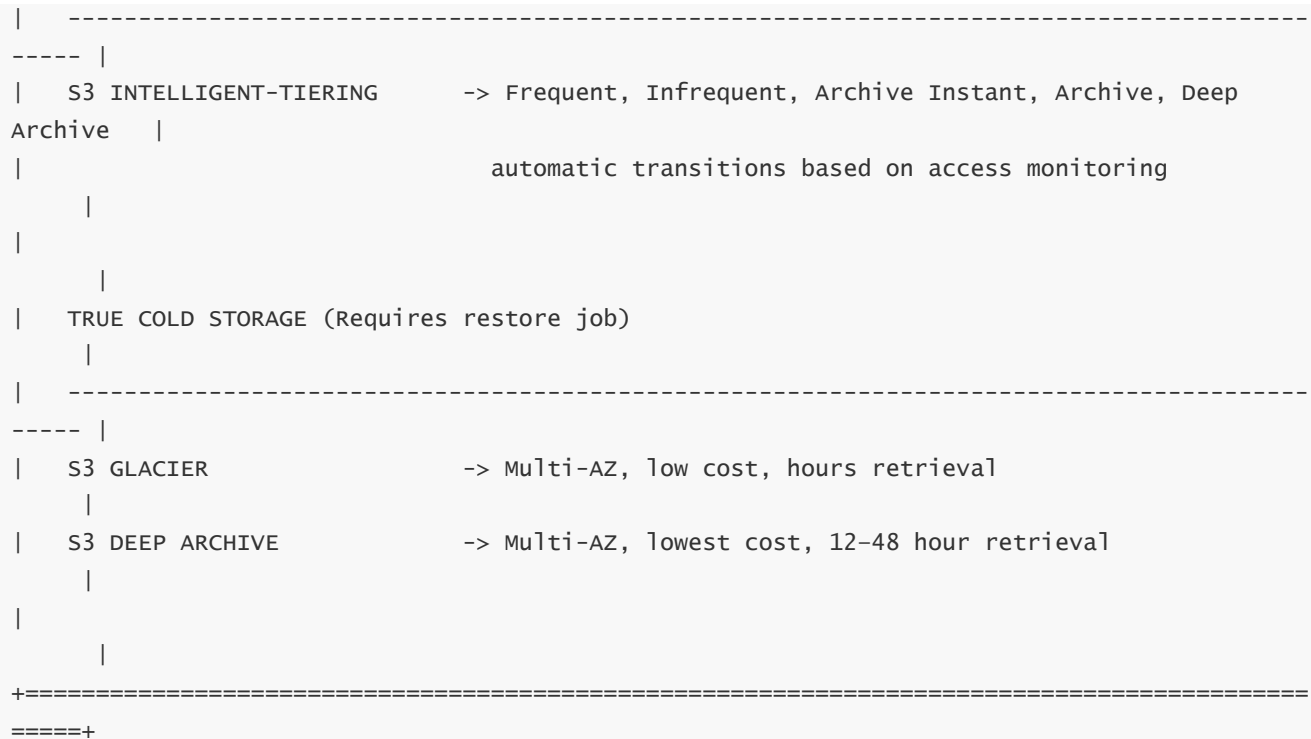 |   ----------------------------------------------------------------------------------------
----- |
|   S3 INTELLIGENT-TIERING      -> Frequent, Infrequent, Archive Instant, Archive, Deep
Archive   |
|                                  automatic transitions based on access monitoring
     |
|
      |
|   TRUE COLD STORAGE (Requires restore job)
     |
|   ----------------------------------------------------------------------------------------
----- |
|   S3 GLACIER                  -> Multi-AZ, low cost, hours retrieval
     |
|   S3 DEEP ARCHIVE             -> Multi-AZ, lowest cost, 12–48 hour retrieval
     |
|
      |
+===========================================================================================
=====+